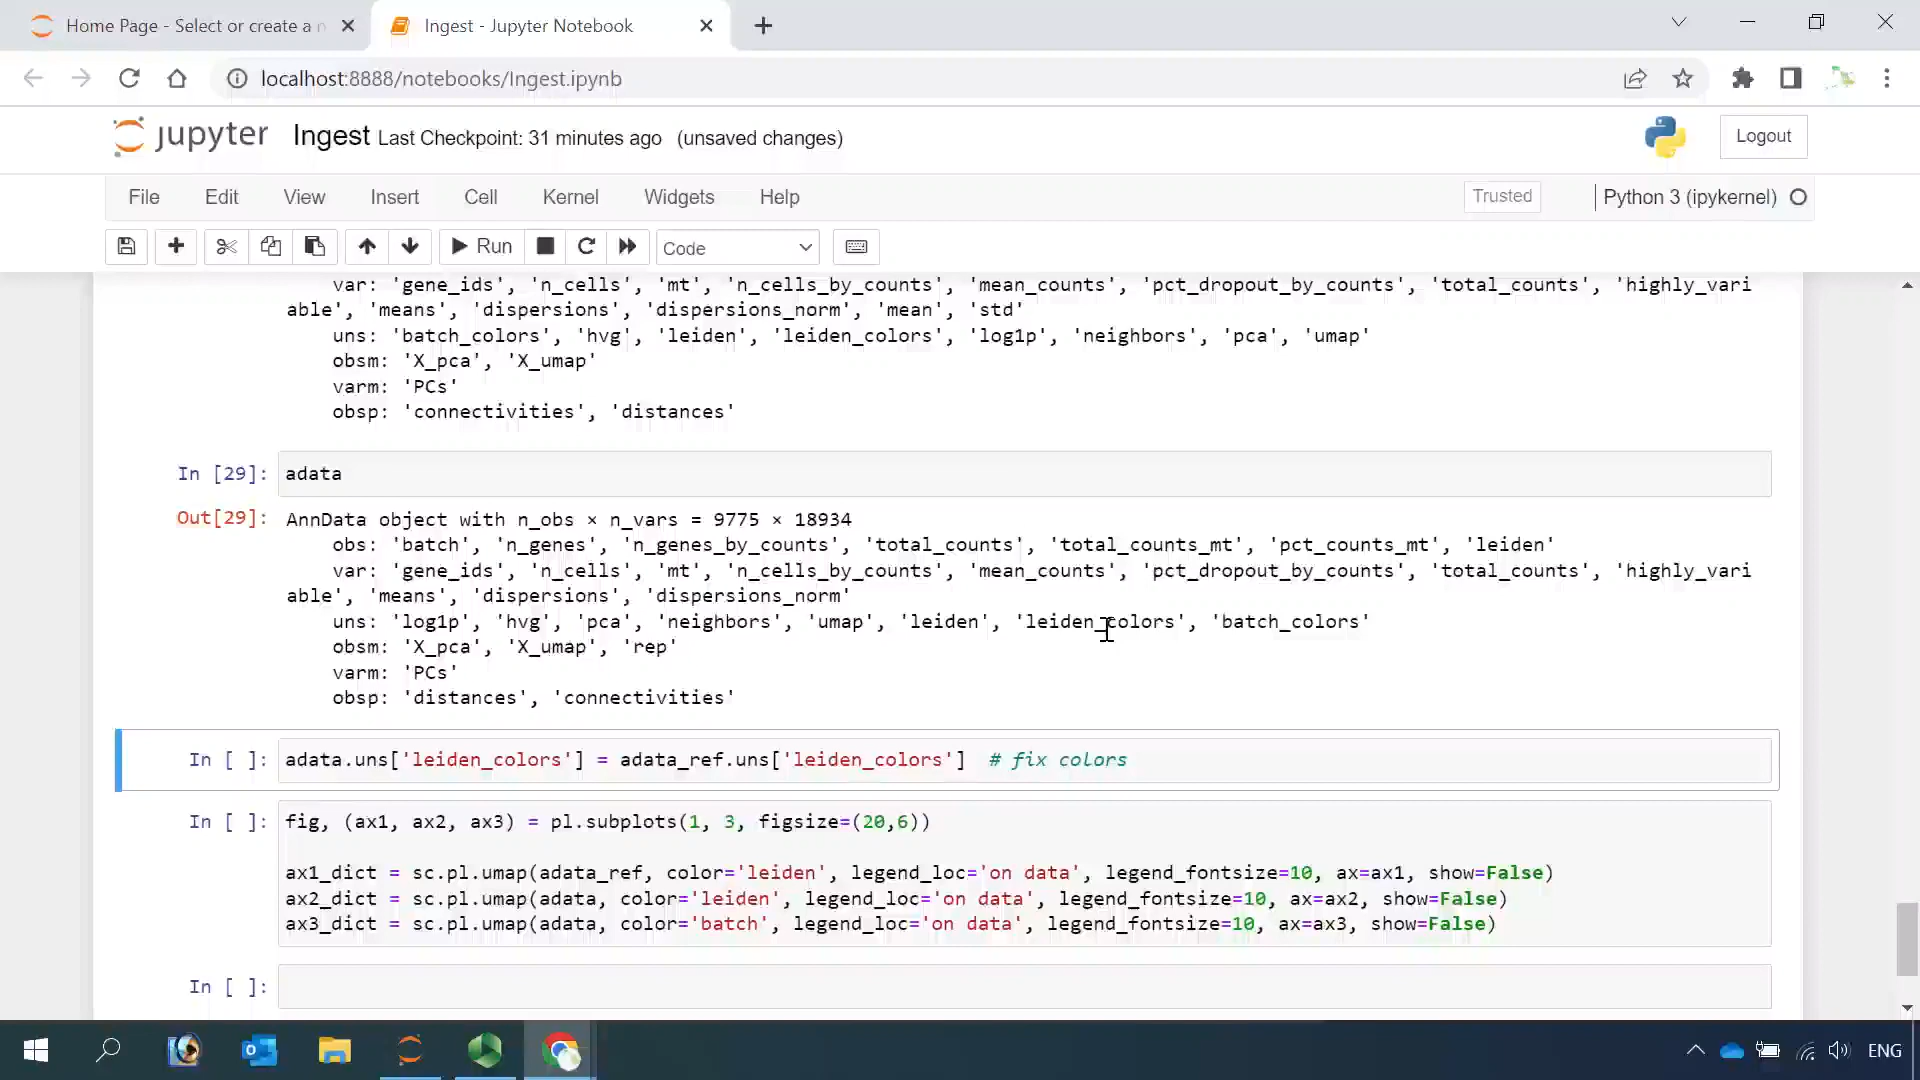 Home Page - Select or create a n
Ingest - Jupyter Notebook
localhost:8888/notebooks/Ingest.ipynb
jupyter Ingest Last Checkpoint: 31 minutes ago (unsaved changes)
Logout
File Edit View Insert Cell Kernel Widgets Help
Trusted
Python 3 (ipykernel)
Run
Code
var: 'gene_ids', 'n_cells', 'mt', 'n_cells_by_counts', 'mean_counts', 'pct_dropout_by_counts', 'total_counts', 'highly_vari
able', 'means', 'dispersions', 'dispersions_norm', 'mean', 'std'
uns: 'batch_colors', 'hvg', 'leiden', 'leiden_colors', 'log1p', 'neighbors', 'pca', 'umap'
obsm: 'X_pca', 'X_umap'
varm: 'PCs'
obsp: 'connectivities', 'distances'
In [29]: adata
Out[29]: AnnData object with n_obs × n_vars = 9775 × 18934
obs: 'batch', 'n_genes', 'n_genes_by_counts', 'total_counts', 'total_counts_mt', 'pct_counts_mt', 'leiden'
var: 'gene_ids', 'n_cells', 'mt', 'n_cells_by_counts', 'mean_counts', 'pct_dropout_by_counts', 'total_counts', 'highly_vari
able', 'means', 'dispersions', 'dispersions_norm'
uns: 'log1p', 'hvg', 'pca', 'neighbors', 'umap', 'leiden', 'leiden_colors', 'batch_colors'
obsm: 'X_pca', 'X_umap', 'rep'
varm: 'PCs'
obsp: 'distances', 'connectivities'
In [ ]: adata.uns['leiden_colors'] = adata_ref.uns['leiden_colors']  # fix colors
In [ ]: fig, (ax1, ax2, ax3) = pl.subplots(1, 3, figsize=(20,6))
ax1_dict = sc.pl.umap(adata_ref, color='leiden', legend_loc='on data', legend_fontsize=10, ax=ax1, show=False)
ax2_dict = sc.pl.umap(adata, color='leiden', legend_loc='on data', legend_fontsize=10, ax=ax2, show=False)
ax3_dict = sc.pl.umap(adata, color='batch', legend_loc='on data', legend_fontsize=10, ax=ax3, show=False)
In [ ]:
ENG